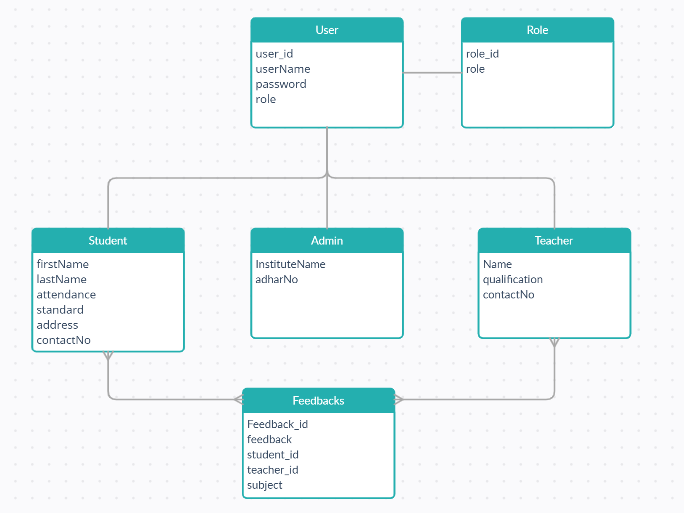 User
user_id
userName
password
role
Role
role_id
role
Student
firstName
lastName
attendance
standard
address
contactNo
Admin
InstituteName
adharNo
Teacher
Name
qualification
contactNo
Feedbacks
Feedback_id
feedback
student_id
teacher_id
subject